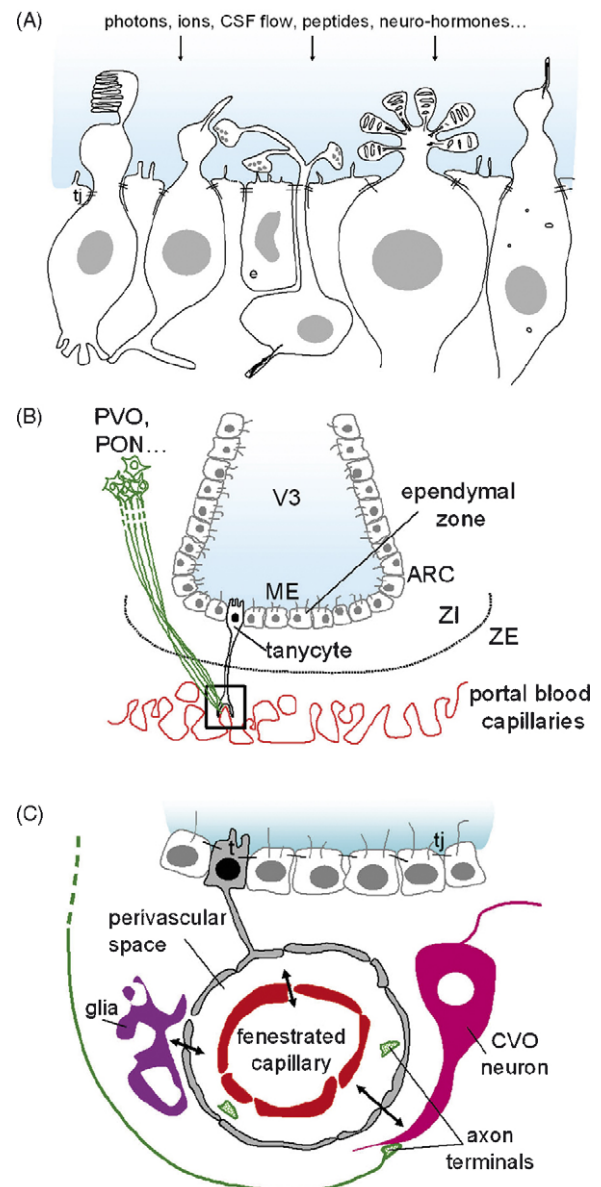 (A)
photons, ions, CSF flow, peptides, neuro-hormones...
tj
e
(B)
PVO,
PON...
V3
ependymal
zone
ME
ARC
ZI
ZE
tanycyte
portal blood
capillaries
(C)
t
tj
perivascular
space
glia
fenestrated
capillary
CVO
neuron
axon
terminals